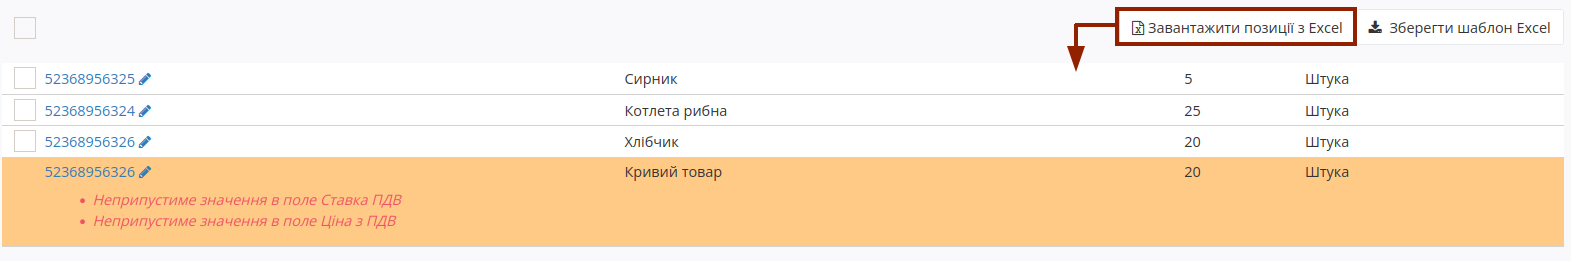 Завантажити позиції з Excel Зберегти шаблон Excel
52368956325 Сирник 5 Штука
52368956324 Котлета рибна 25 Штука
52368956326 Хлібчик 20 Штука
52368956326 Кривий товар 20 Штука
Неприпустиме значення в поле Ставка ПДВ
Неприпустиме значення в поле Ціна з ПДВ